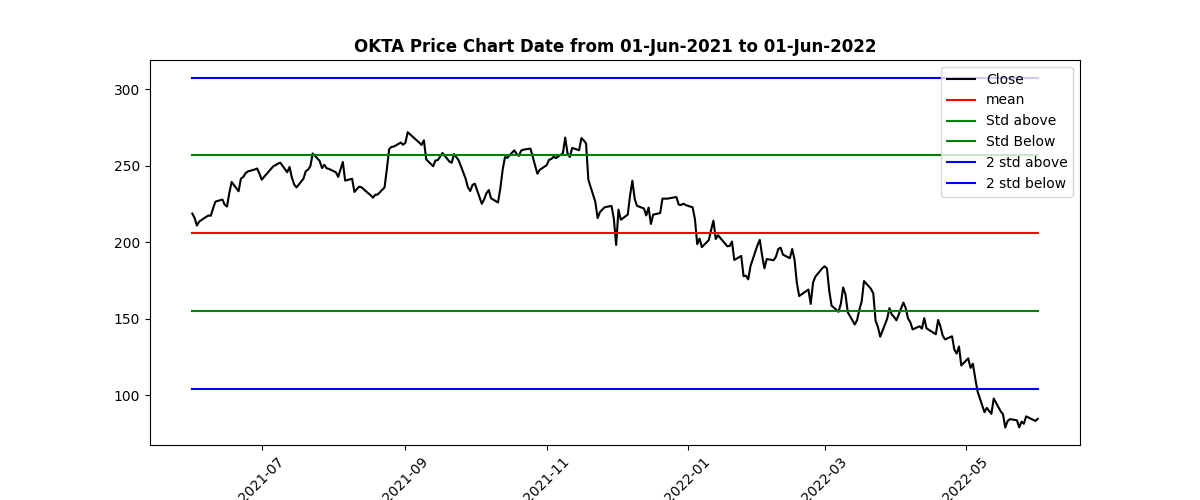 OKTA Price Chart Date from 01-Jun-2021 to 01-Jun-2022
300
250
200
150
100
Close
mean
Std above
Std Below
2 std above
2 std below
2021-07
2021-09
2021-11
2022-01
2022-03
2022-05